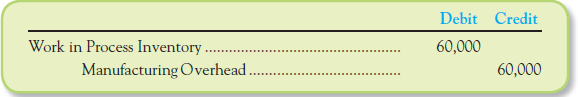 Debit Credit
Work in Process Inventory ................................................ 60,000
Manufacturing Overhead ..................................... 60,000